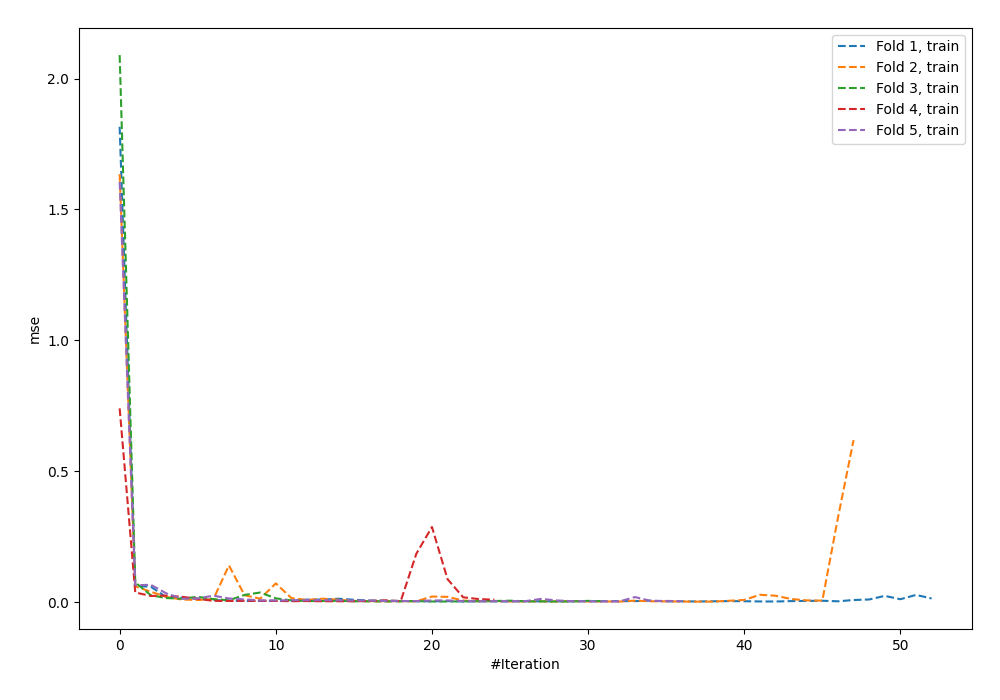 Fold 1, train
Fold 2, train
Fold 3, train
Fold 4, train
Fold 5, train
2.0
1.5
1.0
0.5
0.0
mse
0 10 20 30 40 50
#Iteration